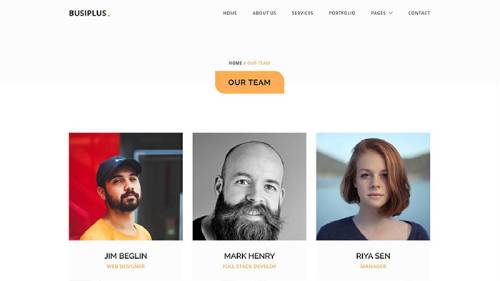 BUSIPLUS.
HOME ABOUT US SERVICES PORTFOLIO PAGES CONTACT
HOME / OUR TEAM
OUR TEAM
JIM BEGLIN MARK HENRY RIYA SEN
WEB DESIGNER FULL STACK DEVELOP MANAGER